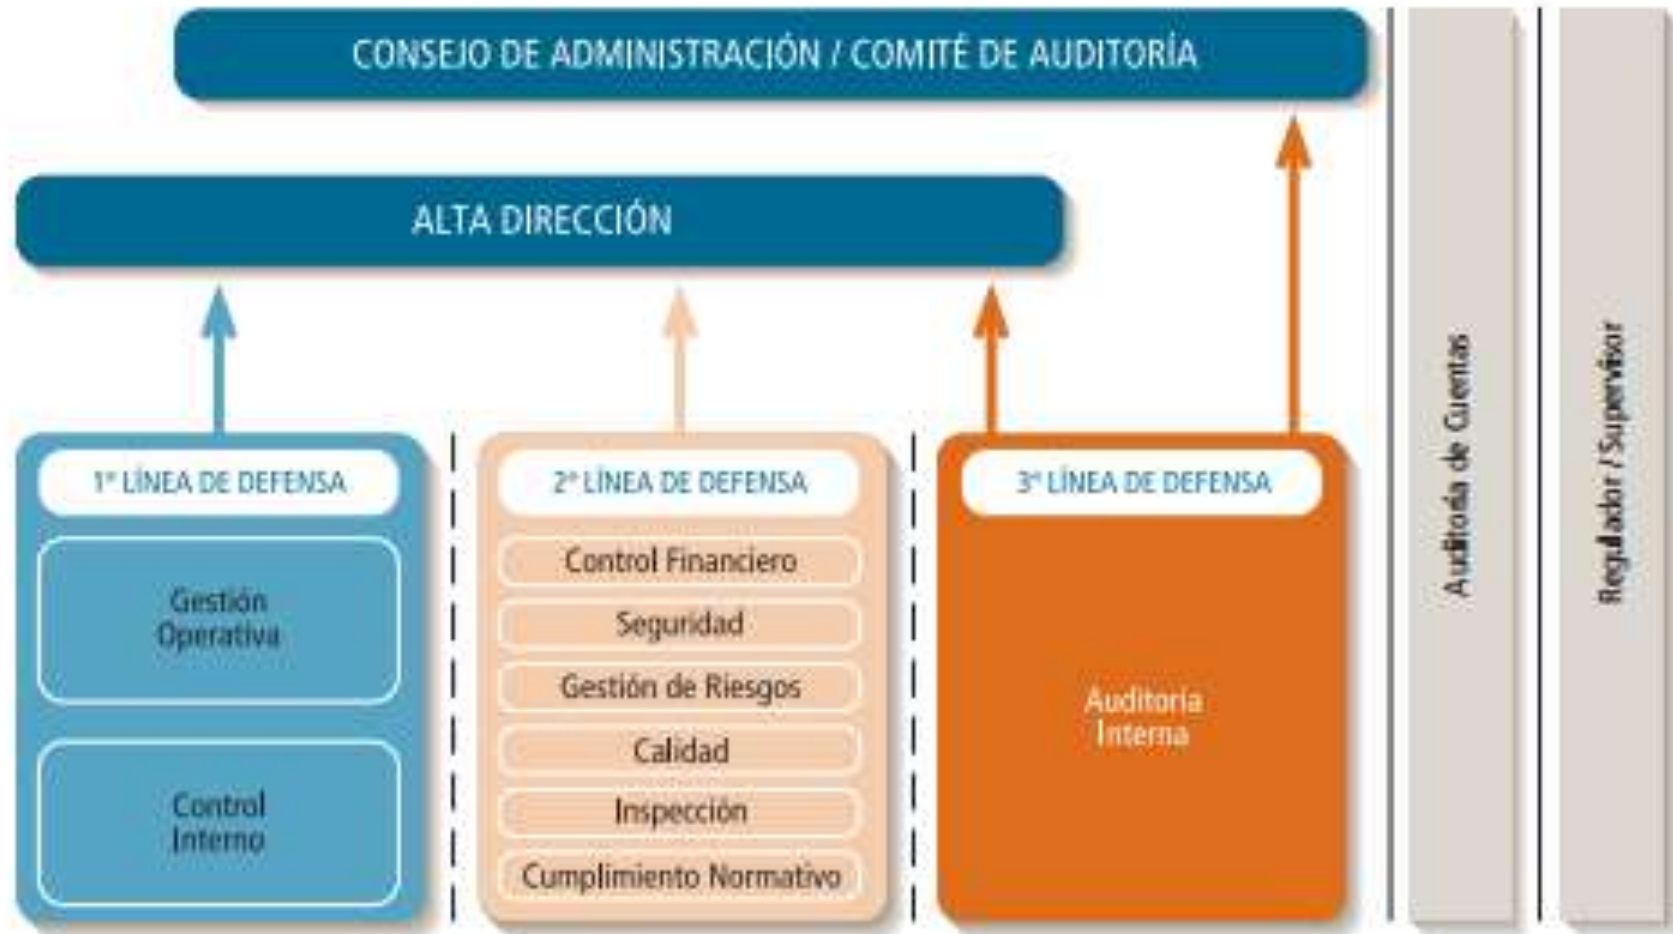 CONSEJO DE ADMINISTRACIÓN / COMITÉ DE AUDITORÍA
ALTA DIRECCIÓN
1ª LÍNEA DE DEFENSA
Gestión
Operativa
Control
Interno
2ª LÍNEA DE DEFENSA
Control Financiero
Seguridad
Gestión de Riesgos
Calidad
Inspección
Cumplimiento Normativo
3ª LÍNEA DE DEFENSA
Auditoría
Interna
Auditoría de Cuentas
Regulador / Supervisor